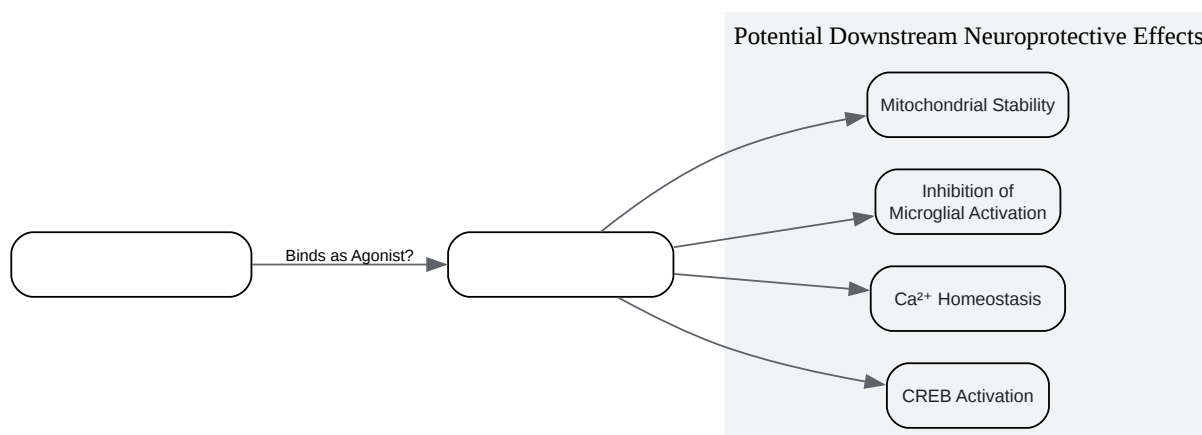 Potential Downstream Neuroprotective Effects
Mitochondrial Stability
Inhibition of
Microglial Activation
Binds as Agonist?
Ca²⁺ Homeostasis
CREB Activation